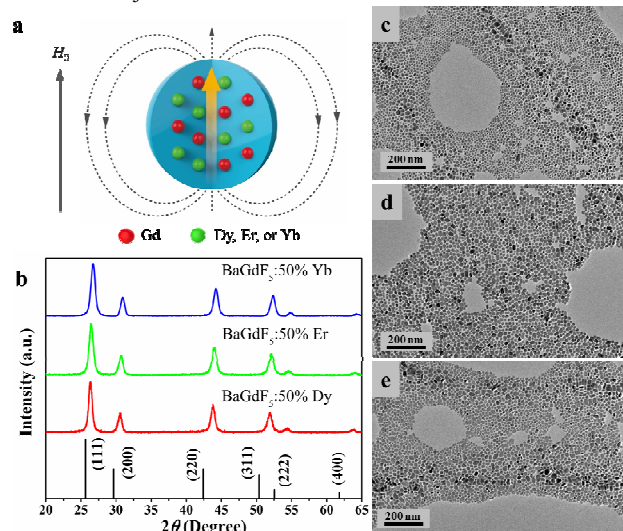 a
H₀
Gd
Dy, Er, or Yb
b
BaGdF₅:50% Yb
BaGdF₅:50% Er
BaGdF₅:50% Dy
Intensity (a.u.)
(111)
(200)
(220)
(311)
(222)
(400)
20 25 30 35 40 45 50 55 60 65
2θ (Degree)
c
200 nm
d
200 nm
e
200 nm